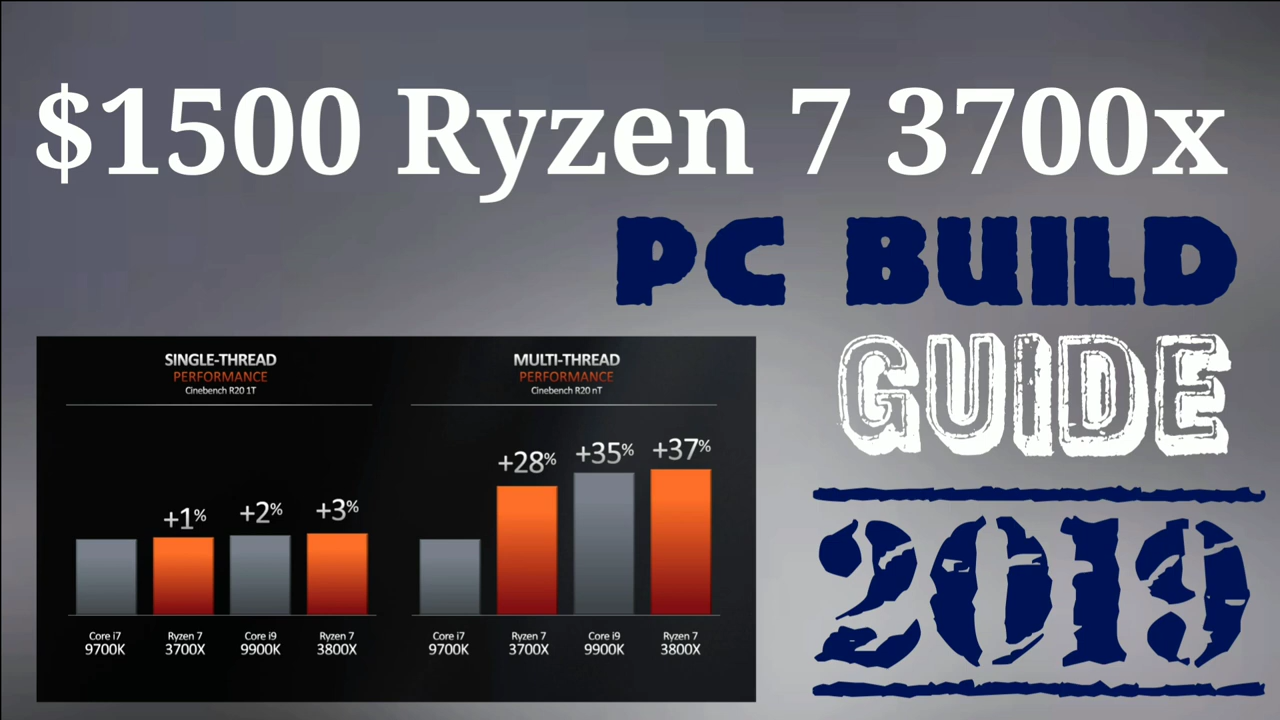 $1500 Ryzen 7 3700x
PC BUILD
GUIDE
2019
SINGLE-THREAD
PERFORMANCE
Cinebench R20 1T
+1%
+2%
+3%
Core i7
9700K
Ryzen 7
3700X
Core i9
9900K
Ryzen 7
3800X
MULTI-THREAD
PERFORMANCE
Cinebench R20 nT
+28%
+35%
+37%
Core i7
9700K
Ryzen 7
3700X
Core i9
9900K
Ryzen 7
3800X